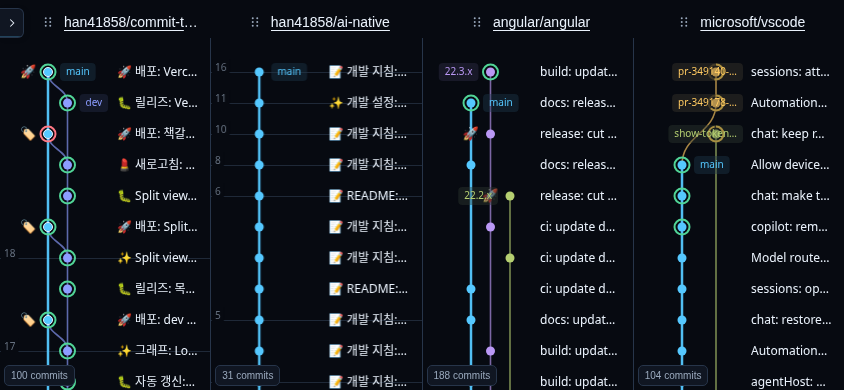 han41858/commit-t...
han41858/ai-native
angular/angular
microsoft/vscode
main
🚀 배포: Verc...
dev
🐛 릴리즈: Ve...
🚀 배포: 책갈...
💄 새로고침: ...
🐛 Split view...
🚀 배포: Split...
18
✨ Split view...
🐛 릴리즈: 목...
🚀 배포: dev ...
17
✨ 그래프: Lo...
🐛 자동 갱신:...
100 commits
16
main
📝 개발 지침:...
11
✨ 개발 설정:...
10
📝 개발 지침:...
8
📝 개발 지침:...
6
📝 README:...
📝 개발 지침:...
📝 개발 지침:...
📝 README:...
5
📝 개발 지침:...
📝 개발 지침:...
📝 개발 지침:...
31 commits
22.3.x
build: updat...
main
docs: releas...
release: cut ...
docs: releas...
22.2.x
release: cut ...
ci: update d...
ci: update d...
ci: update d...
docs: updat...
build: updat...
build: updat...
188 commits
sessions: att...
Automation...
show-token...
chat: keep r...
main
Allow device...
chat: make t...
copilot: rem...
Model route...
sessions: op...
chat: restore...
Automation...
agentHost: ...
104 commits